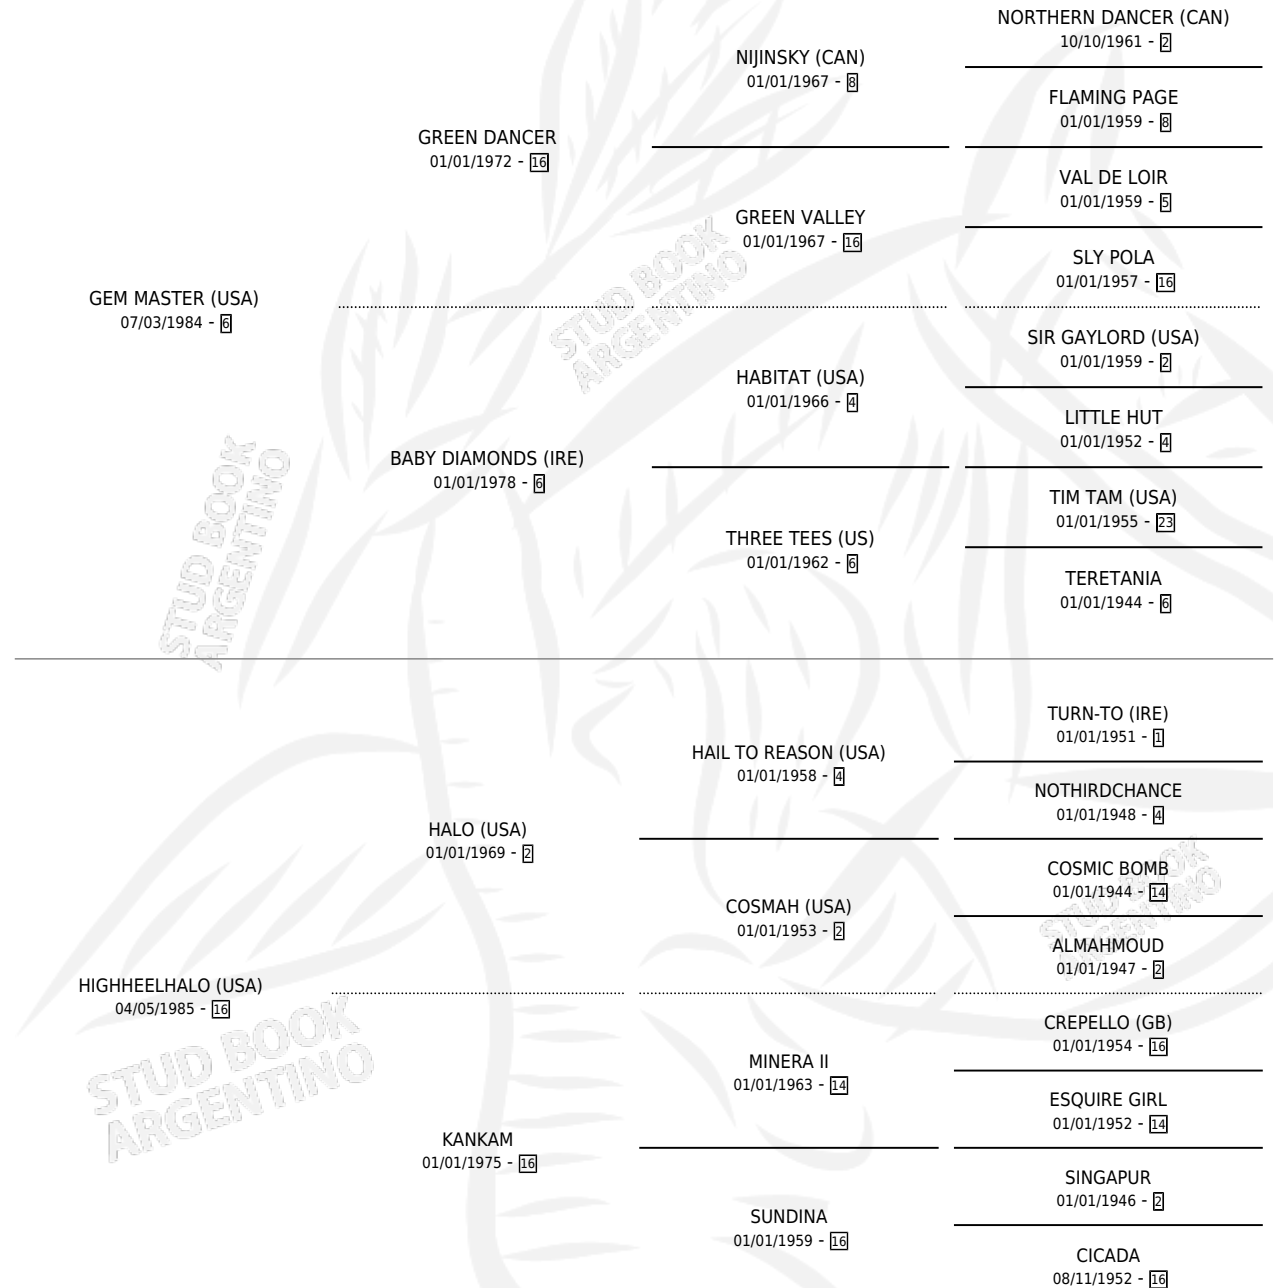 NORTHERN DANCER (CAN)
10/10/1961 - 2
NIJINSKY (CAN)
01/01/1967 - 8
FLAMING PAGE
01/01/1959 - 8
GREEN DANCER
01/01/1972 - 16
VAL DE LOIR
01/01/1959 - 5
GREEN VALLEY
01/01/1967 - 16
SLY POLA
01/01/1957 - 16
GEM MASTER (USA)
07/03/1984 - 6
STUD BOOK
ARGENTINO
SIR GAYLORD (USA)
01/01/1959 - 2
HABITAT (USA)
01/01/1966 - 4
LITTLE HUT
01/01/1952 - 4
BABY DIAMONDS (IRE)
01/01/1978 - 6
TIM TAM (USA)
01/01/1955 - 23
THREE TEES (US)
01/01/1962 - 6
TERETANIA
01/01/1944 - 6
STUD BOOK
ARGENTINO
TURN-TO (IRE)
01/01/1951 - 1
HAIL TO REASON (USA)
01/01/1958 - 4
NOTHIRDCHANCE
01/01/1948 - 4
HALO (USA)
01/01/1969 - 2
COSMIC BOMB
01/01/1944 - 14
COSMAH (USA)
01/01/1953 - 2
STUD BOOK
ARGENTINO
ALMAHMOUD
01/01/1947 - 2
HIGHHEELHALO (USA)
04/05/1985 - 16
CREPELLO (GB)
01/01/1954 - 16
MINERA II
01/01/1963 - 14
ESQUIRE GIRL
01/01/1952 - 14
STUD BOOK
ARGENTINO
KANKAM
01/01/1975 - 16
SINGAPUR
01/01/1946 - 2
SUNDINA
01/01/1959 - 16
CICADA
08/11/1952 - 16